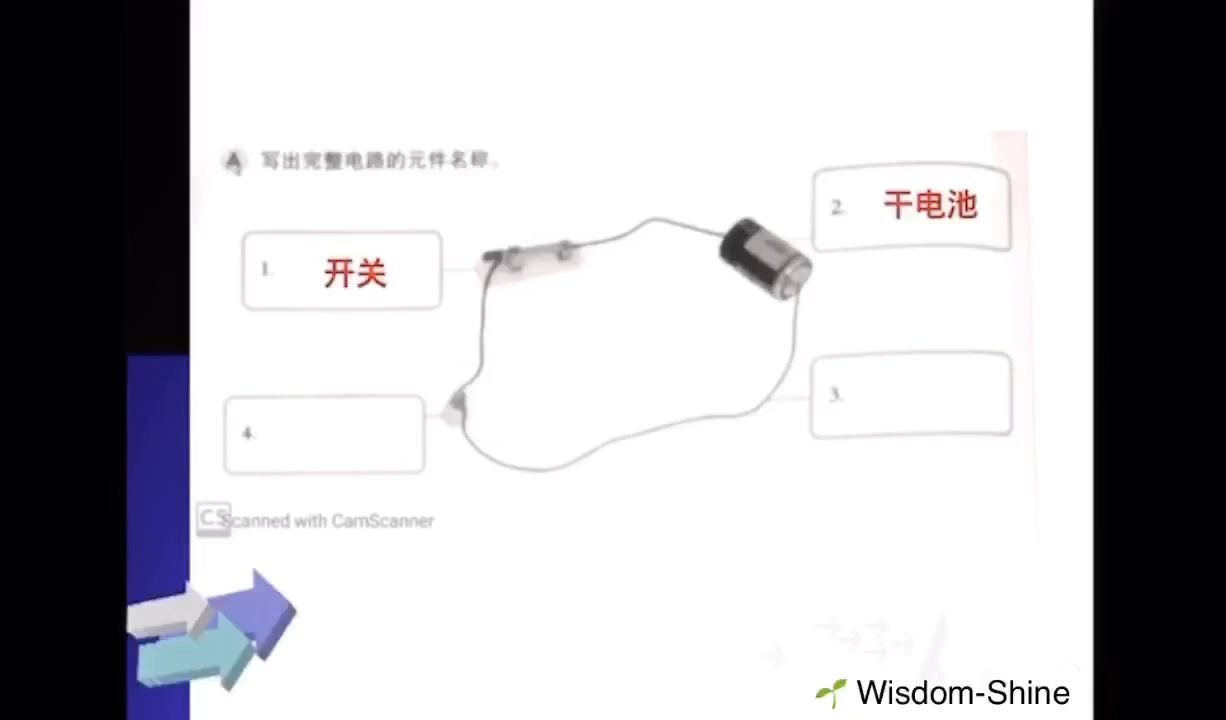 A 写出完整电路的元件名称。
1. 开关
2. 干电池
3.
4.
CS Scanned with CamScanner
Wisdom-Shine